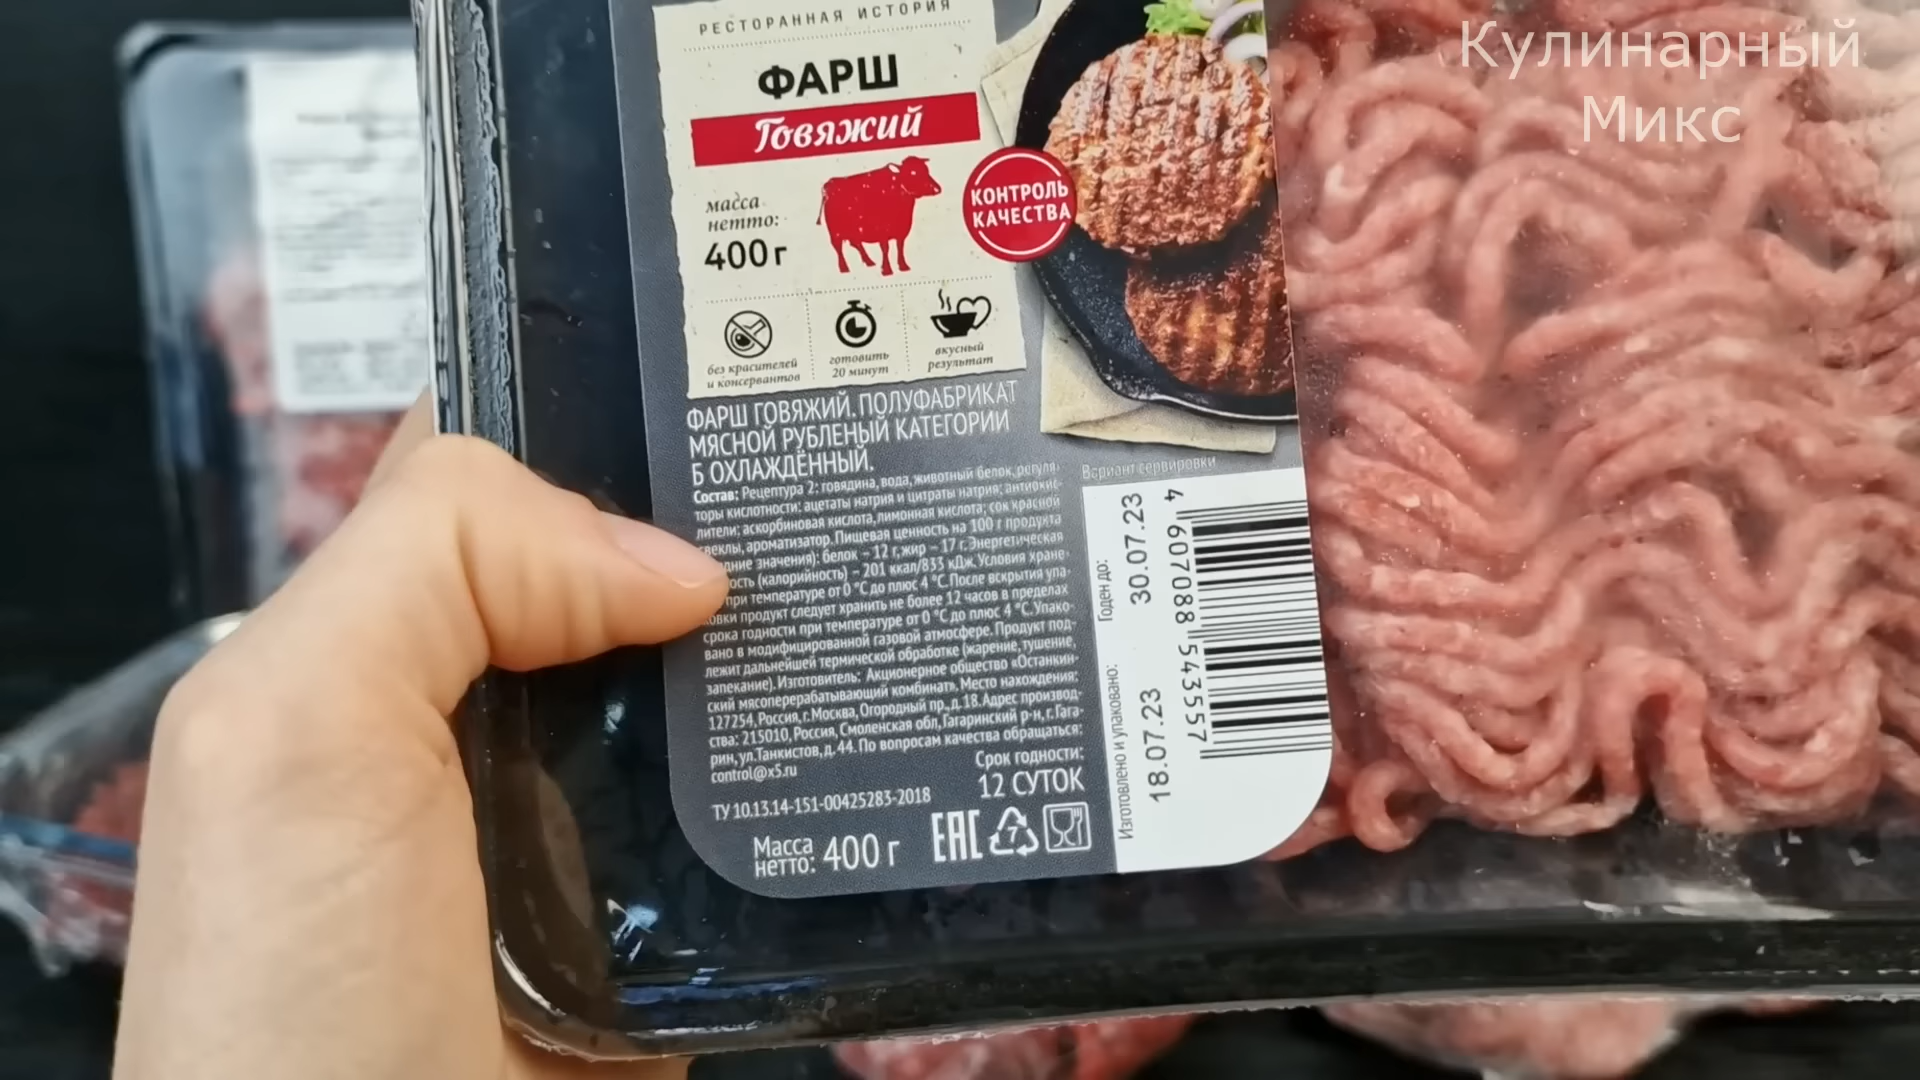 РЕСТОРАННАЯ ИСТОРИЯ
ФАРШ
Говяжий
масса
нетто:
400 г
КОНТРОЛЬ
КАЧЕСТВА
без красителей
и консервантов
готовить
20 минут
вкусный
результат
ФАРШ ГОВЯЖИЙ. ПОЛУФАБРИКАТ
МЯСНОЙ РУБЛЕНЫЙ КАТЕГОРИИ
Б ОХЛАЖДЁННЫЙ.
Состав: Рецептура 2: говядина, вода, животный белок, регуля-
торы кислотности: ацетаты натрия и цитраты натрия; антиокис-
лители: аскорбиновая кислота, лимонная кислота; сок красной
свеклы, ароматизатор. Пищевая ценность на 100 г продукта
значения): белок – 12 г, жир – 17 г. Энергетическая
(калорийность) – 201 ккал/833 кДж. Условия хране-
при температуре от 0 °C до плюс 4 °C. После вскрытия упа-
ковки продукт следует хранить не более 12 часов в пределах
срока годности при температуре от 0 °C до плюс 4 °C. Упако-
вано в модифицированной газовой атмосфере. Продукт под-
лежит дальнейшей термической обработке (жарение, тушение,
запекание). Изготовитель: Акционерное общество «Останкин-
ский мясоперерабатывающий комбинат». Место нахождения:
127254, Россия, г. Москва, Огородный пр., д. 18. Адрес производ-
ства: 215010, Россия, Смоленская обл, Гагаринский р-н, г. Гага-
рин, ул. Танкистов, д. 44. По вопросам качества обращаться:
control@x5.ru
Срок годности:
12 СУТОК
ТУ 10.13.14-151-00425283-2018
Масса
нетто: 400 г
EAC
7
Вариант сервировки
Изготовлено и упаковано:
18.07.23
Годен до:
30.07.23
4 607088 543557
Кулинарный
Микс